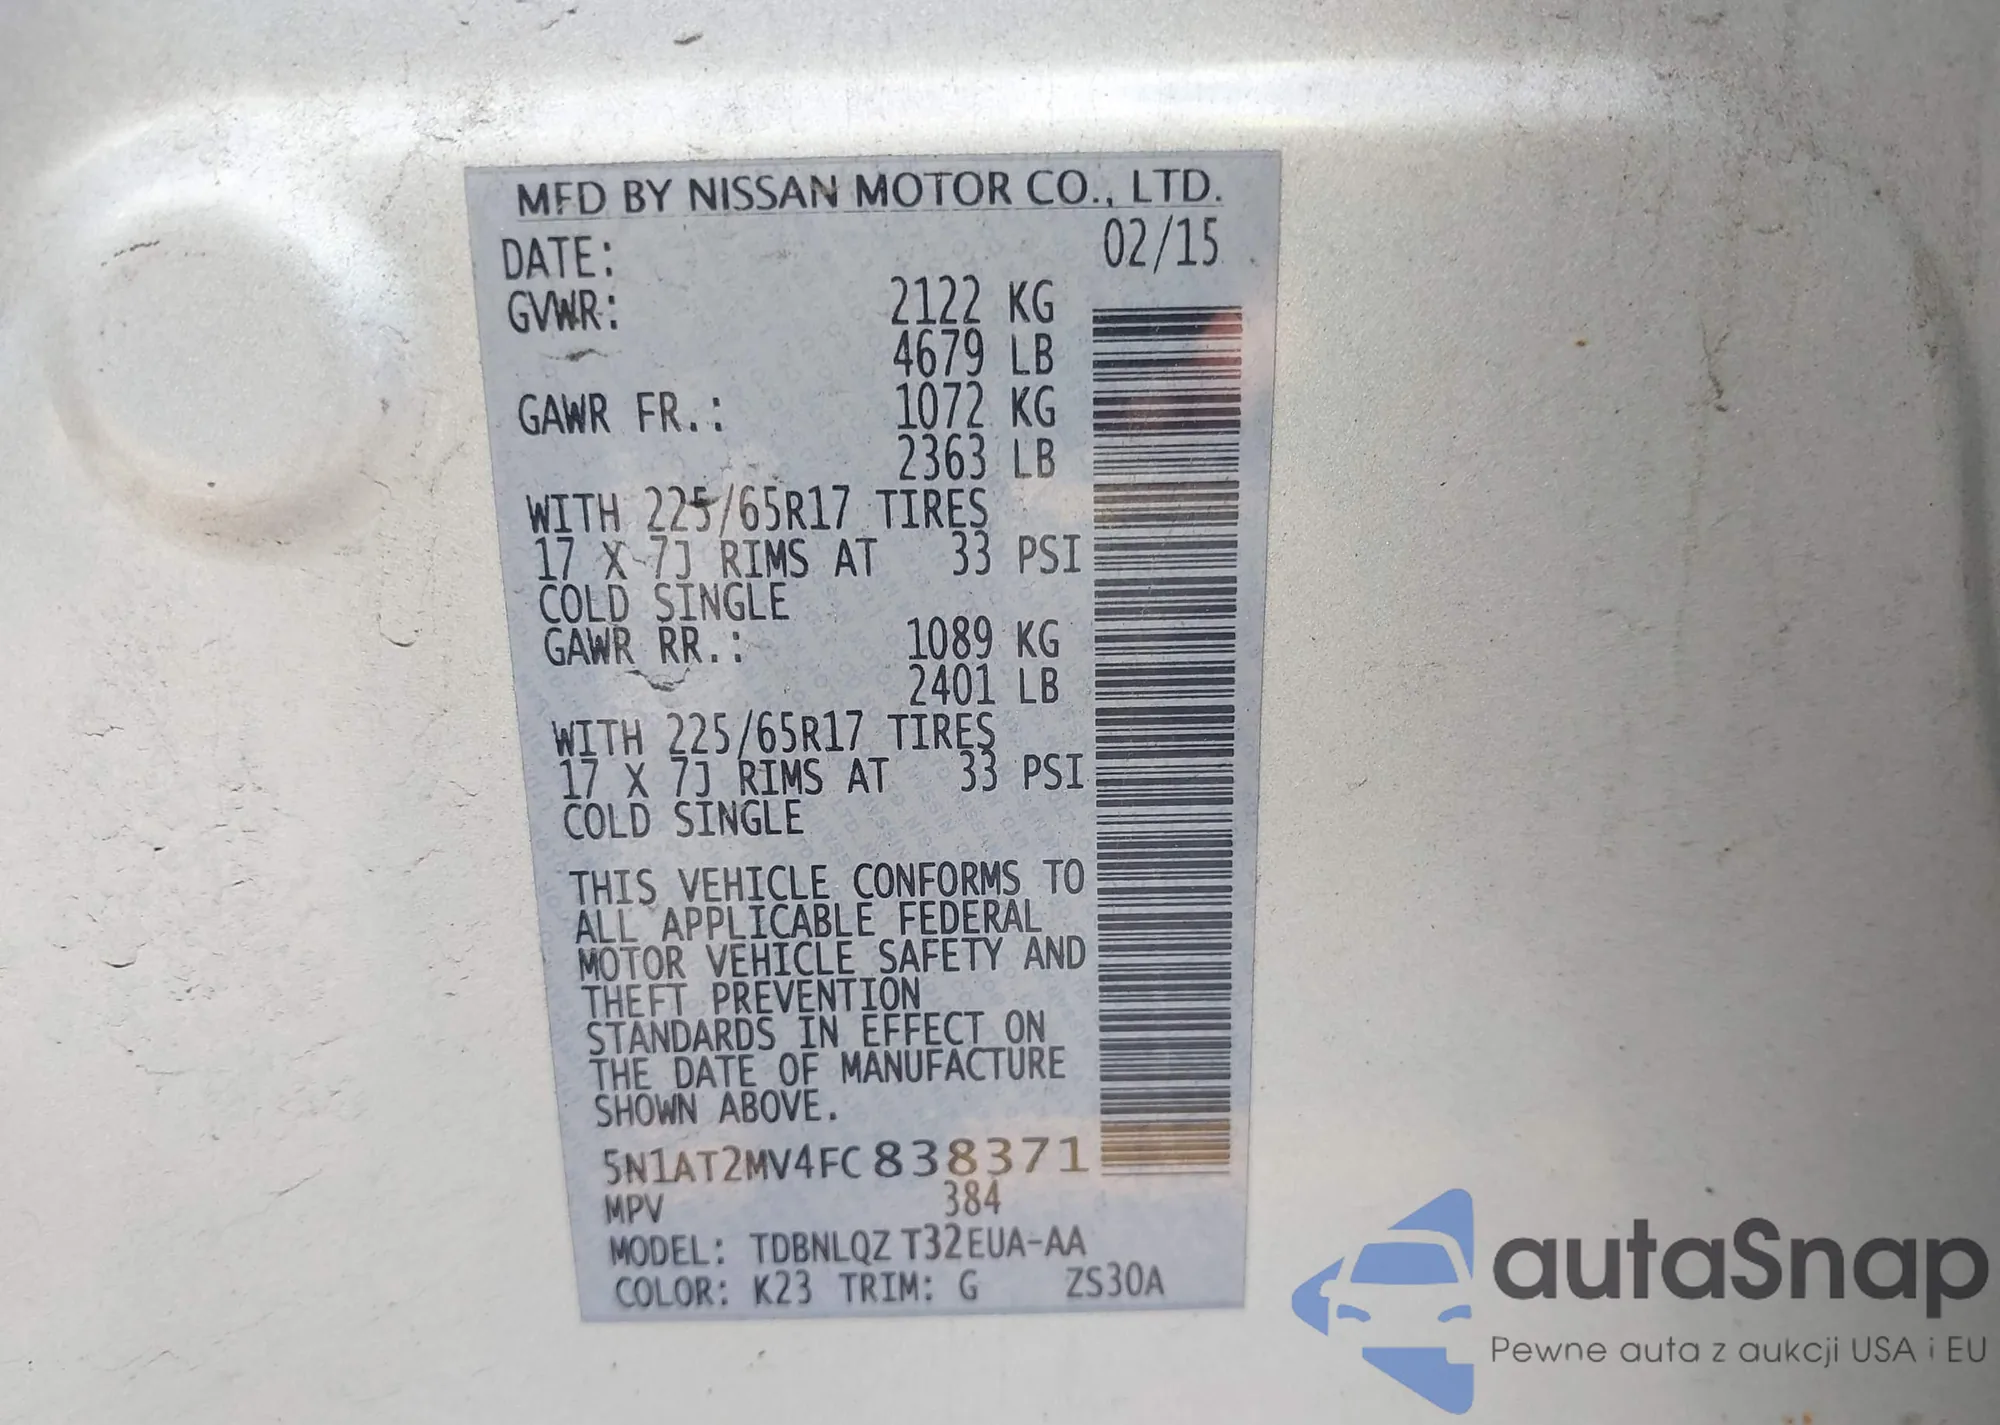 MFD BY NISSAN MOTOR CO., LTD.
DATE: 02/15
GVWR: 2122 KG
4679 LB
GAWR FR.: 1072 KG
2363 LB
WITH 225/65R17 TIRES
17 X 7J RIMS AT 33 PSI
COLD SINGLE
GAWR RR.: 1089 KG
2401 LB
WITH 225/65R17 TIRES
17 X 7J RIMS AT 33 PSI
COLD SINGLE
THIS VEHICLE CONFORMS TO
ALL APPLICABLE FEDERAL
MOTOR VEHICLE SAFETY AND
THEFT PREVENTION
STANDARDS IN EFFECT ON
THE DATE OF MANUFACTURE
SHOWN ABOVE.
5N1AT2MV4FC838371
MPV 384
MODEL: TDBNLQZ T32EUA-AA
COLOR: K23 TRIM: G ZS30A
autoSnap
Pewne auta z aukcji USA i EU